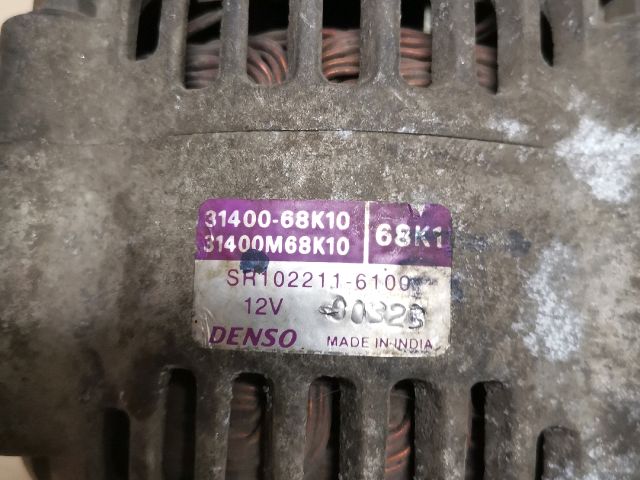 31400-68K10
31400M68K10
68K1
SR102211-6100
12V
DENSO MADE IN INDIA